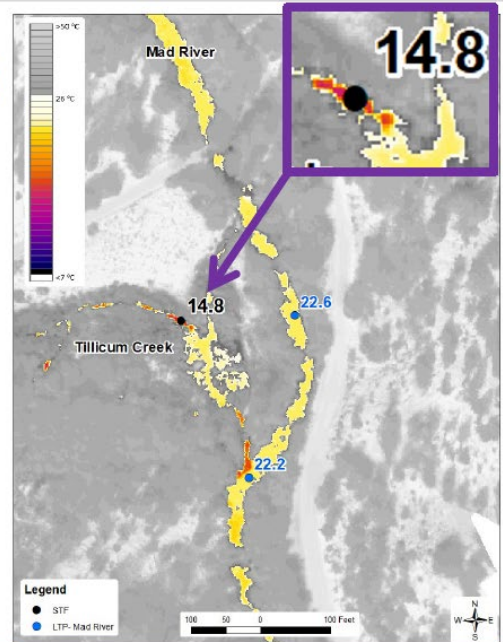 >50 °C
26 °C
<7 °C
Mad River
14.8
22.6
14.8
Tillicum Creek
22.2
Legend
STF
LTP- Mad River
100 50 0 100 Feet
N
W E
S